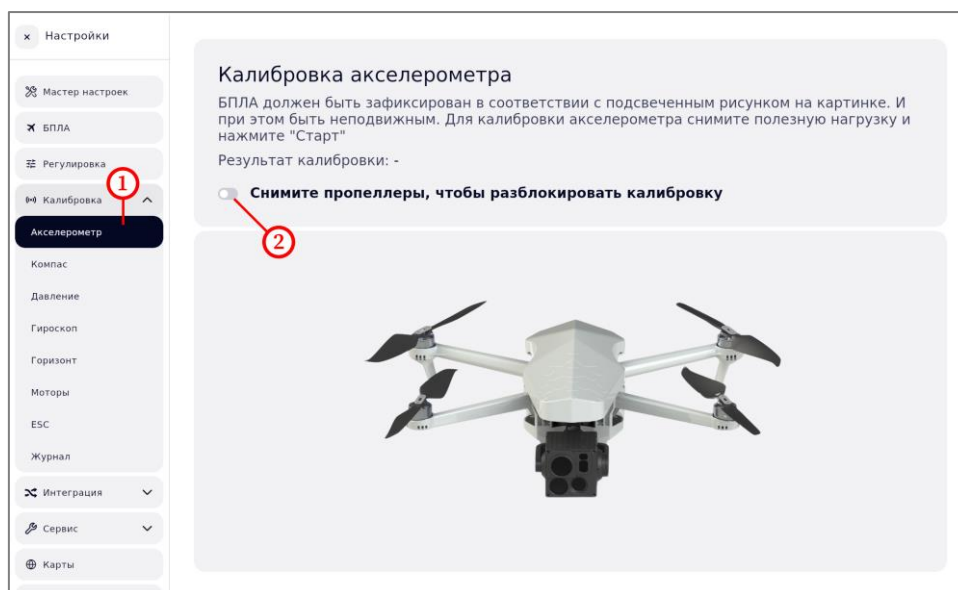 × Настройки
Мастер настроек
БПЛА
Регулировка
Калибровка
Акселерометр
Компас
Давление
Гироскоп
Горизонт
Моторы
ESC
Журнал
Интеграция
Сервис
Карты
1
Калибровка акселерометра
БПЛА должен быть зафиксирован в соответствии с подсвеченным рисунком на картинке. И
при этом быть неподвижным. Для калибровки акселерометра снимите полезную нагрузку и
нажмите "Старт"
Результат калибровки: -
Снимите пропеллеры, чтобы разблокировать калибровку
2